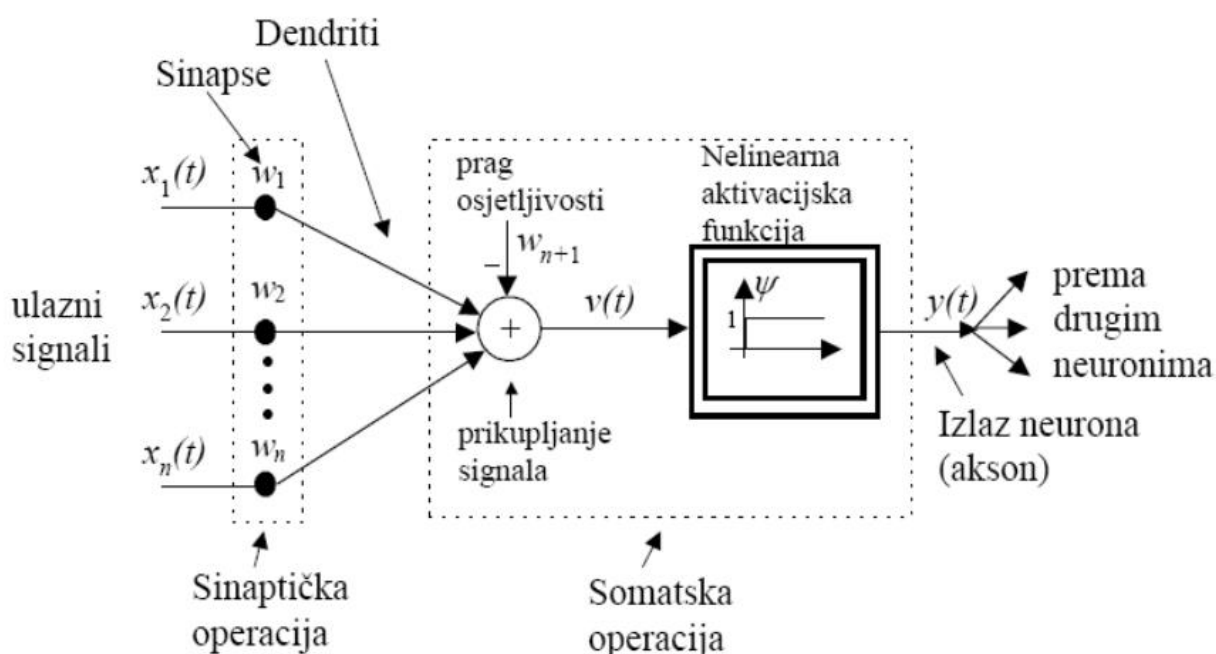 Dendriti
Sinapse
x1(t)
w1
x2(t)
w2
xn(t)
wn
ulazni
signali
prag
osjetljivosti
− wn+1
+
prikupljanje
signala
v(t)
Nelinearna
aktivacijska
funkcija
ψ
1
y(t)
prema
drugim
neuronima
Izlaz neurona
(akson)
Sinaptička
operacija
Somatska
operacija